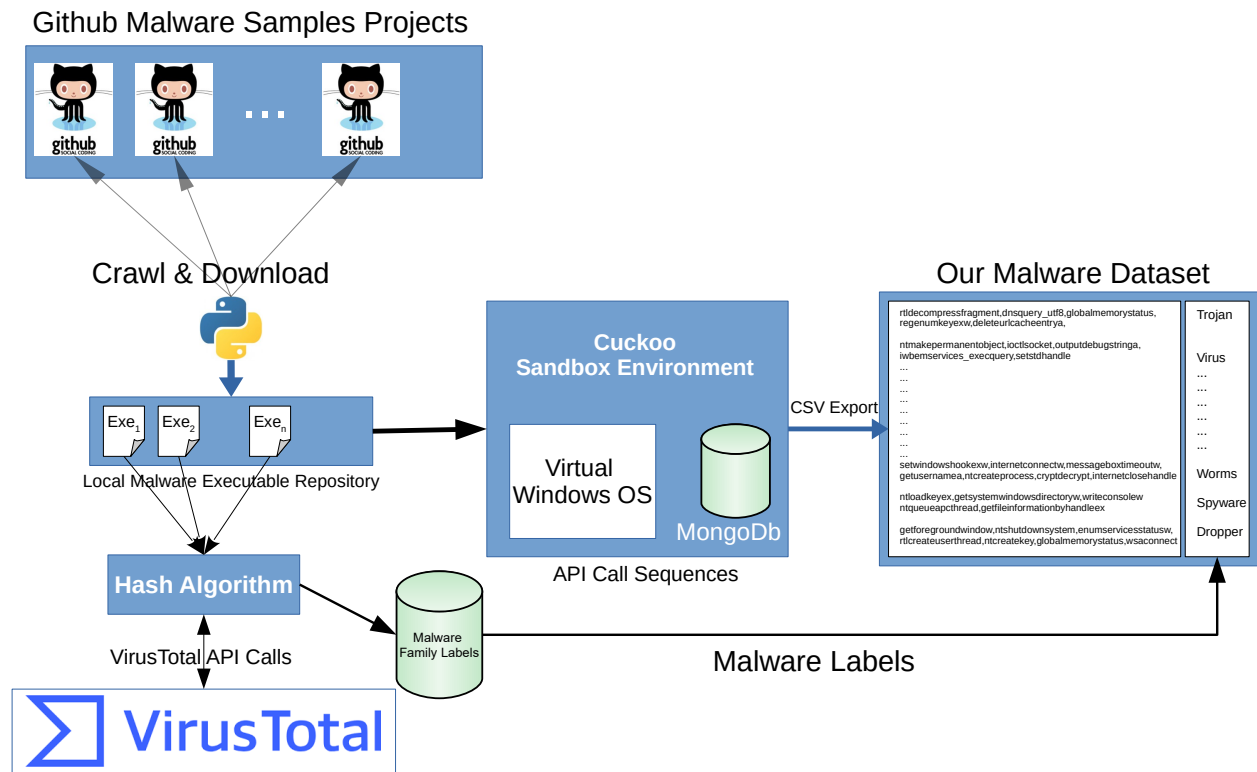 Github Malware Samples Projects
github
SOCIAL CODING
github
SOCIAL CODING
...
github
SOCIAL CODING
Crawl & Download
Exe1
Exe2
Exen
Local Malware Executable Repository
Hash Algorithm
VirusTotal API Calls
VirusTotal
Malware
Family Labels
Cuckoo
Sandbox Environment
Virtual
Windows OS
MongoDb
API Call Sequences
CSV Export
Malware Labels
Our Malware Dataset
rtldecompressfragment,dnsquery_utf8,globalmemorystatus,
regenumkeyexw,deleteurlcacheentrya,
ntmakepermanentobject,ioctlsocket,outputdebugstringa,
iwbemservices_execquery,setstdhandle
...
...
...
...
...
...
...
setwindowshookexw,internetconnectw,messageboxtimeoutw,
getusernamea,ntcreateprocess,cryptdecrypt,internetclosehandle
ntloadkeyex,getsystemwindowsdirectoryw,writeconsolew
ntqueueapcthread,getfileinformationbyhandleex
getforegroundwindow,ntshutdownsystem,enumservicesstatusw,
rtlcreateuserthread,ntcreatekey,globalmemorystatus,wsaconnect
Trojan
Virus
...
...
...
...
...
...
Worms
Spyware
Dropper